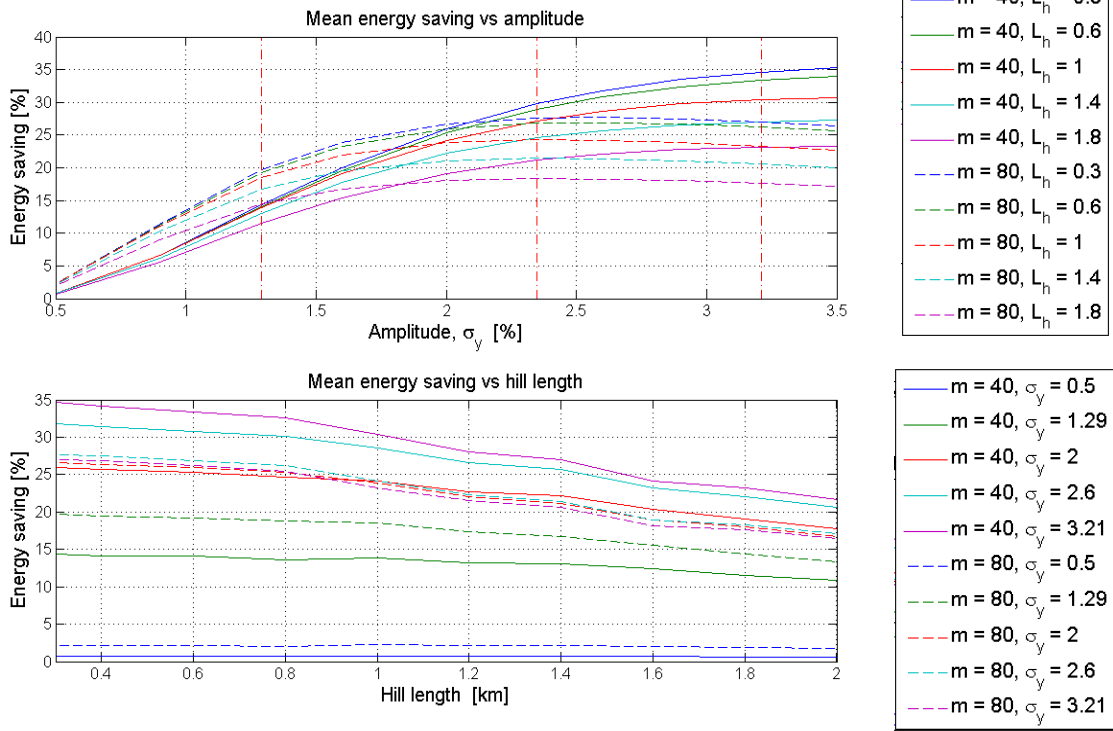 Mean energy saving vs amplitude
Energy saving [%]
40
35
30
25
20
15
10
5
0
0.5
1
1.5
2
2.5
3
3.5
Amplitude, σy [%]
m = 40, Lh = 0.6
m = 40, Lh = 1
m = 40, Lh = 1.4
m = 40, Lh = 1.8
m = 80, Lh = 0.3
m = 80, Lh = 0.6
m = 80, Lh = 1
m = 80, Lh = 1.4
m = 80, Lh = 1.8
Mean energy saving vs hill length
Energy saving [%]
35
30
25
20
15
10
5
0
0.4
0.6
0.8
1
1.2
1.4
1.6
1.8
2
Hill length [km]
m = 40, σy = 0.5
m = 40, σy = 1.29
m = 40, σy = 2
m = 40, σy = 2.6
m = 40, σy = 3.21
m = 80, σy = 0.5
m = 80, σy = 1.29
m = 80, σy = 2
m = 80, σy = 2.6
m = 80, σy = 3.21